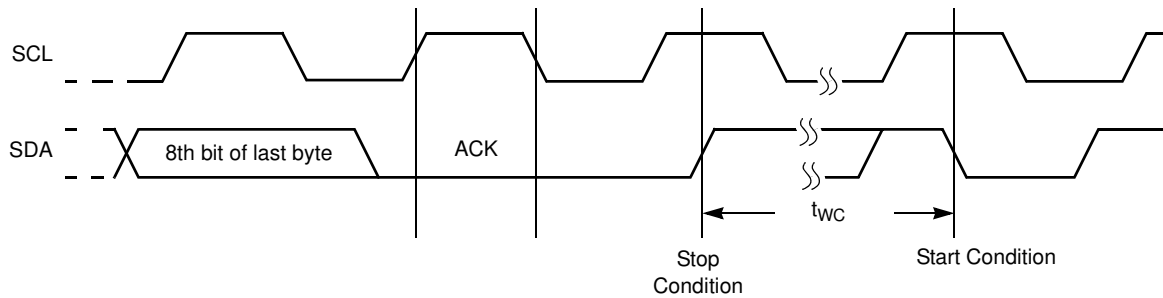 SCL
SDA
8th bit of last byte
ACK
tWC
Stop
Condition
Start Condition